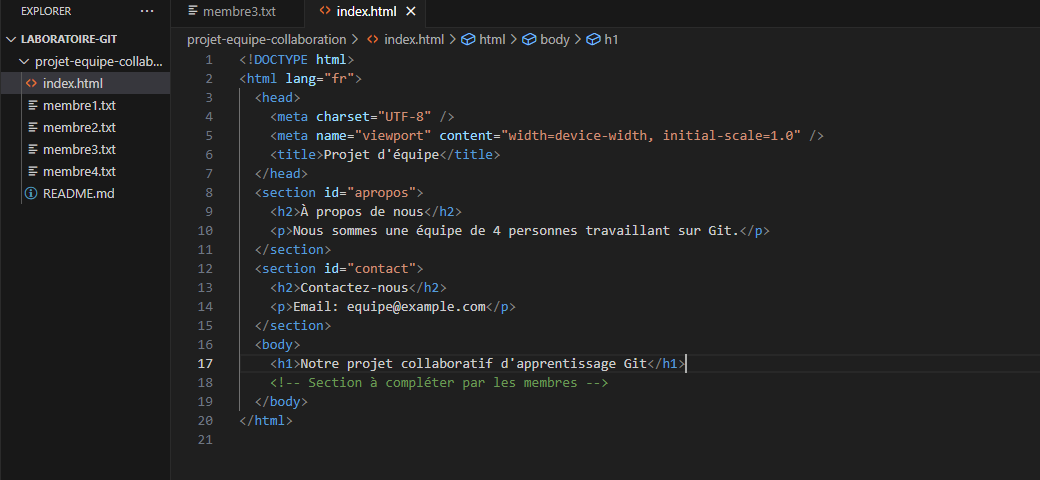 EXPLORER ···
membre3.txt index.html
LABORATOIRE-GIT
projet-equipe-collab...
index.html
membre1.txt
membre2.txt
membre3.txt
membre4.txt
README.md
projet-equipe-collaboration > index.html > html > body > h1
1 <!DOCTYPE html>
2 <html lang="fr">
3 <head>
4 <meta charset="UTF-8" />
5 <meta name="viewport" content="width=device-width, initial-scale=1.0" />
6 <title>Projet d'équipe</title>
7 </head>
8 <section id="apropos">
9 <h2>À propos de nous</h2>
10 <p>Nous sommes une équipe de 4 personnes travaillant sur Git.</p>
11 </section>
12 <section id="contact">
13 <h2>Contactez-nous</h2>
14 <p>Email: equipe@example.com</p>
15 </section>
16 <body>
17 <h1>Notre projet collaboratif d'apprentissage Git</h1>
18 <!-- Section à compléter par les membres -->
19 </body>
20 </html>
21